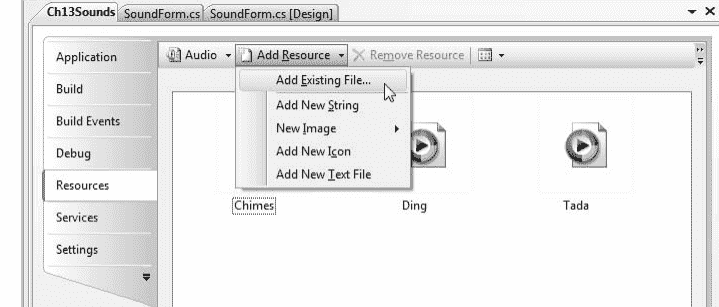 Ch13Sounds SoundForm.cs SoundForm.cs [Design]
Application
Build
Build Events
Debug
Resources
Services
Settings
Audio Add Resource Remove Resource
Add Existing File...
Add New String
New Image
Add New Icon
Add New Text File
Chimes Ding Tada